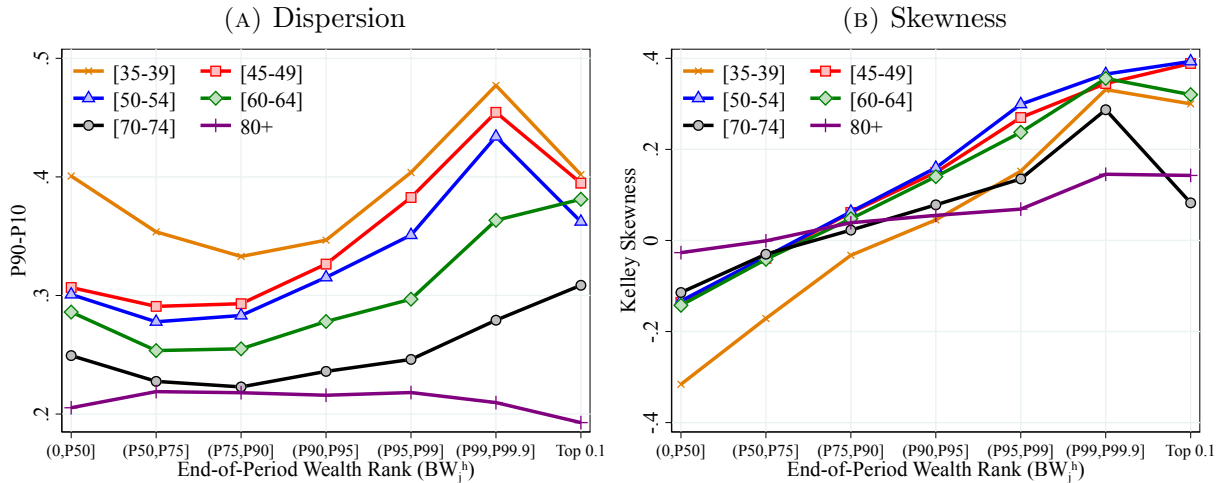 (A) Dispersion
P90-P10
.5
.4
.3
.2
[35-39] [45-49]
[50-54] [60-64]
[70-74] 80+
(0,P50] (P50,P75] (P75,P90] (P90,P95] (P95,P99] (P99,P99.9] Top 0.1
End-of-Period Wealth Rank (BWⱼʰ)
(B) Skewness
Kelley Skewness
.4
.2
0
-.2
-.4
[35-39] [45-49]
[50-54] [60-64]
[70-74] 80+
(0,P50] (P50,P75] (P75,P90] (P90,P95] (P95,P99] (P99,P99.9] Top 0.1
End-of-Period Wealth Rank (BWⱼʰ)